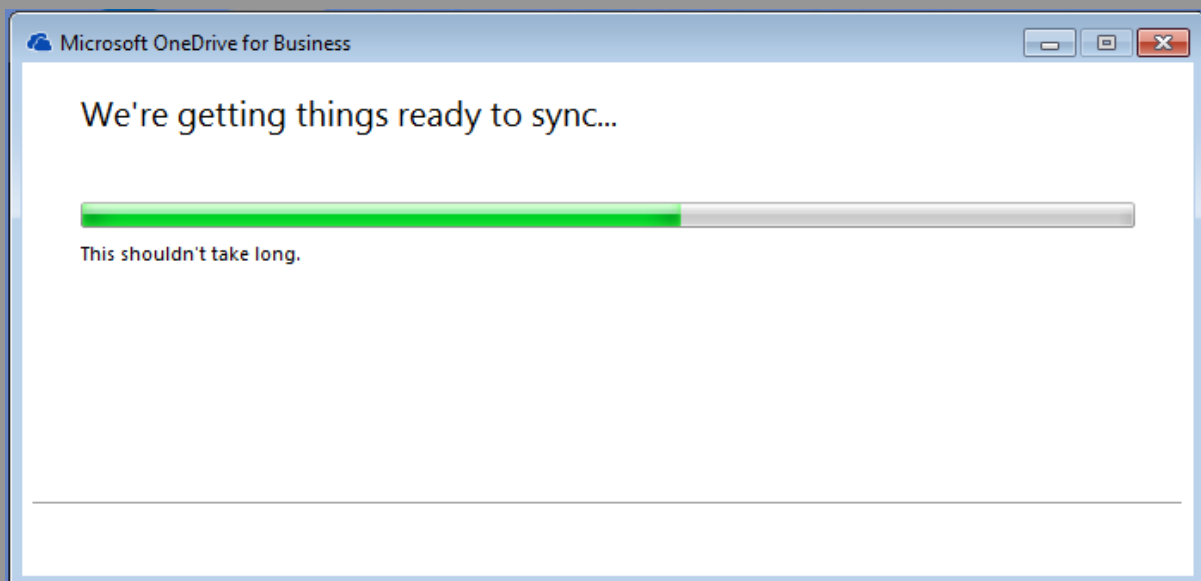 Microsoft OneDrive for Business
We're getting things ready to sync...
This shouldn't take long.